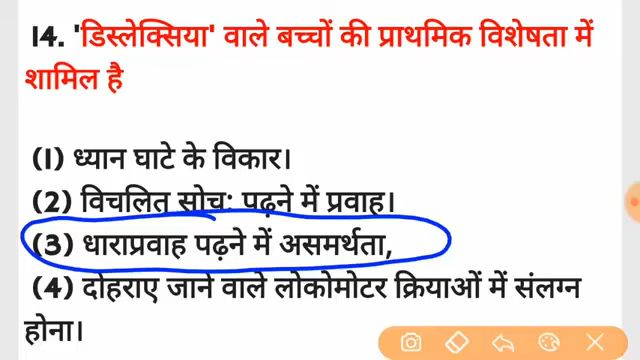 14. 'डिस्लेक्सिया' वाले बच्चों की प्राथमिक विशेषता में
शामिल है
(1) ध्यान घाटे के विकार।
(2) विचलित सोच: पढ़ने में प्रवाह।
(3) धाराप्रवाह पढ़ने में असमर्थता,
(4) दोहराए जाने वाले लोकोमोटर क्रियाओं में संलग्न
होना।